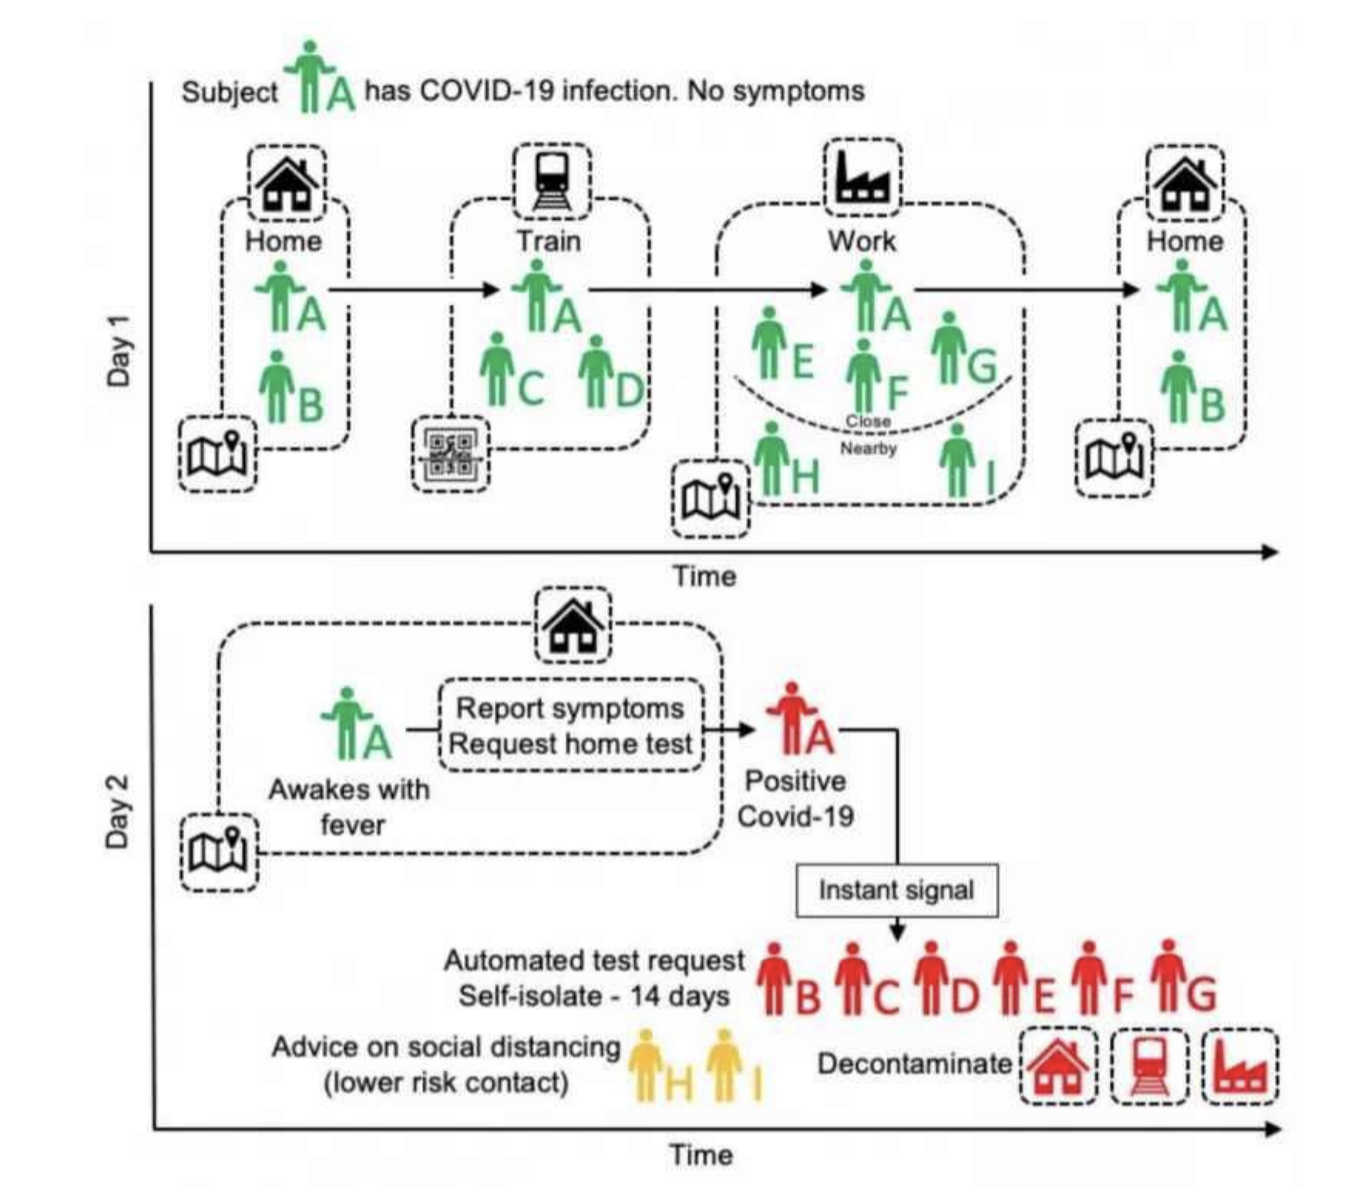 Subject A has COVID-19 infection. No symptoms
Home
Train
Work
Home
A
A
A
A
B
C
D
E
F
G
B
Close
Nearby
H
I
Day 1
Time
A
Report symptoms
Request home test
A
Awakes with
fever
Positive
Covid-19
Day 2
Instant signal
Automated test request
Self-isolate - 14 days
B C D E F G
Advice on social distancing
(lower risk contact)
H I
Decontaminate
Time